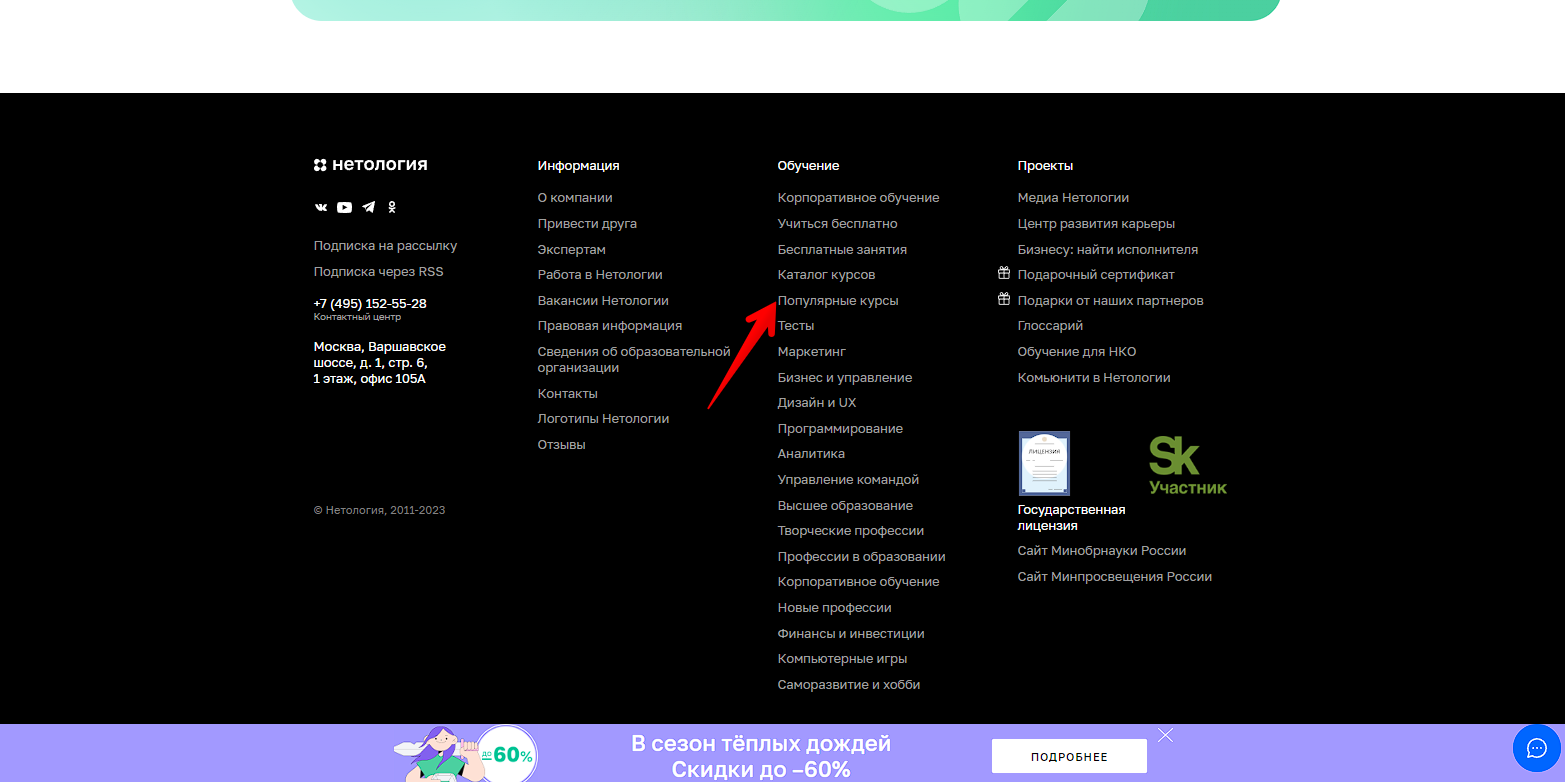 нетология
Подписка на рассылку
Подписка через RSS
+7 (495) 152-55-28
Контактный центр
Москва, Варшавское
шоссе, д. 1, стр. 6,
1 этаж, офис 105А
© Нетология, 2011-2023
Информация
О компании
Привести друга
Экспертам
Работа в Нетологии
Вакансии Нетологии
Правовая информация
Сведения об образовательной
организации
Контакты
Логотипы Нетологии
Отзывы
Обучение
Корпоративное обучение
Учиться бесплатно
Бесплатные занятия
Каталог курсов
Популярные курсы
Тесты
Маркетинг
Бизнес и управление
Дизайн и UX
Программирование
Аналитика
Управление командой
Высшее образование
Творческие профессии
Профессии в образовании
Корпоративное обучение
Новые профессии
Финансы и инвестиции
Компьютерные игры
Саморазвитие и хобби
Проекты
Медиа Нетологии
Центр развития карьеры
Бизнесу: найти исполнителя
Подарочный сертификат
Подарки от наших партнеров
Глоссарий
Обучение для НКО
Комьюнити в Нетологии
ЛИЦЕНЗИЯ
Sk
Участник
Государственная
лицензия
Сайт Минобрнауки России
Сайт Минпросвещения России
до 60%
В сезон тёплых дождей
Скидки до −60%
ПОДРОБНЕЕ